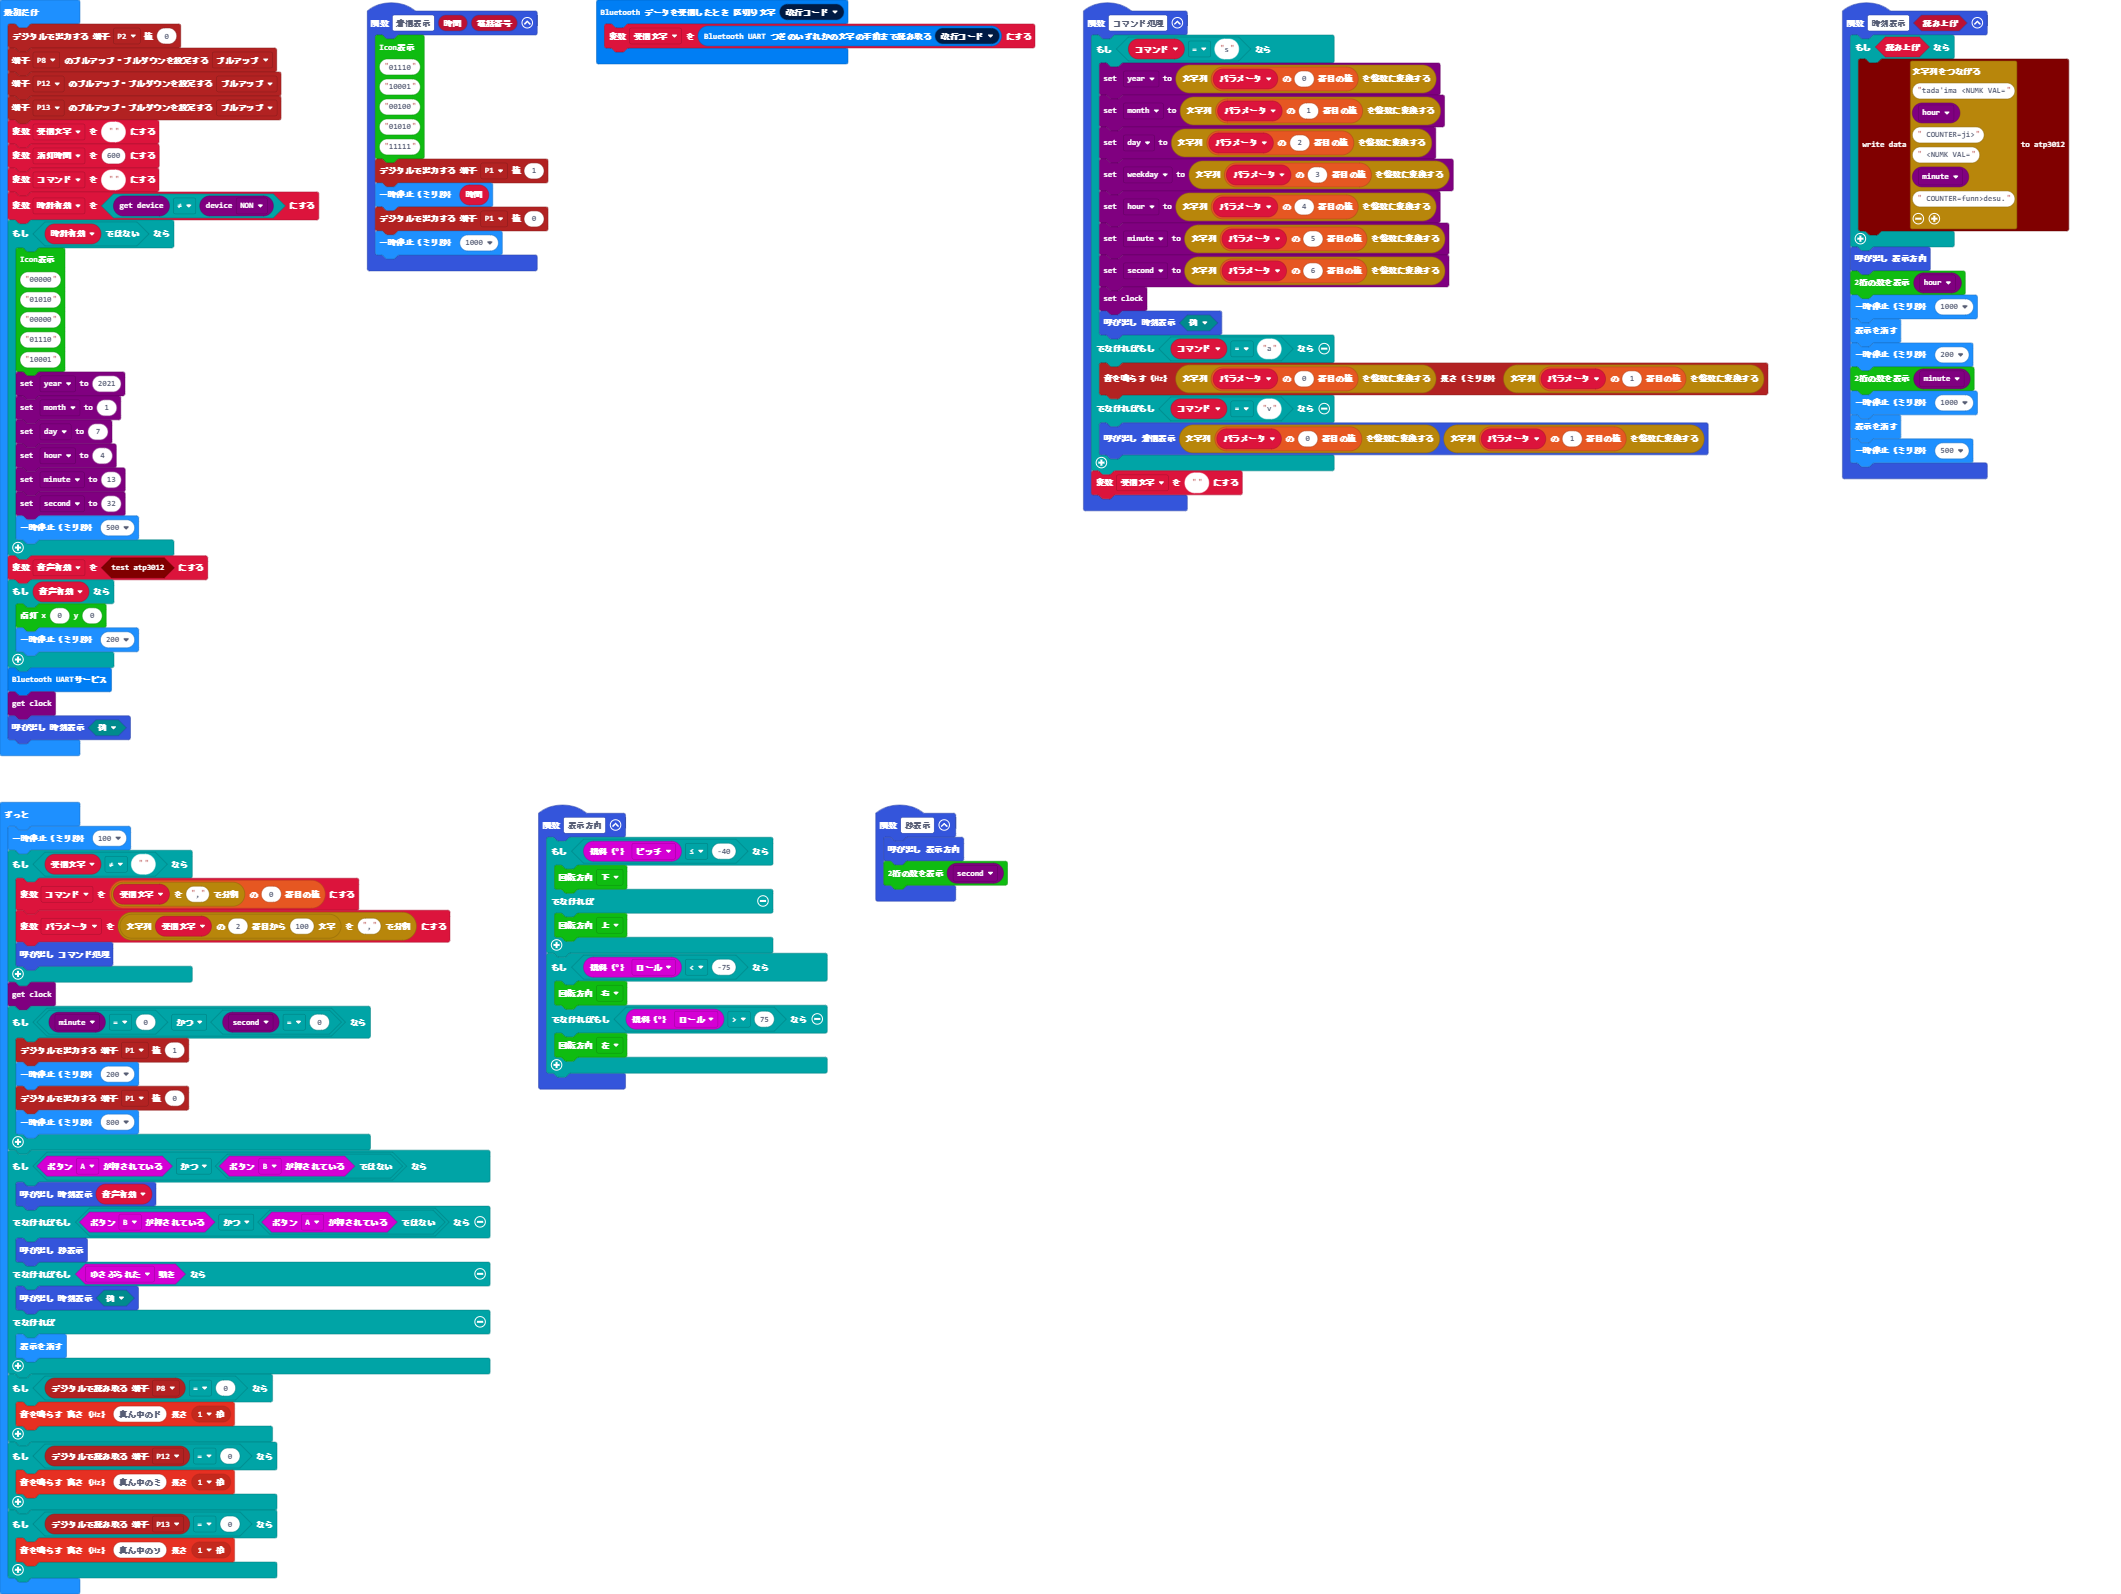 最初だけ
デジタルで出力する 端子 P2 値 0
端子 P8 のプルアップ・プルダウンを設定する プルアップ
端子 P12 のプルアップ・プルダウンを設定する プルアップ
端子 P13 のプルアップ・プルダウンを設定する プルアップ
変数 受信文字 を " " にする
変数 消灯時間 を 600 にする
変数 コマンド を " " にする
変数 時計有効 を get device ≠ device NON にする
もし 時計有効 ではない なら
Icon表示
"00000"
"01010"
"00000"
"01110"
"10001"
set year to 2021
set month to 1
set day to 7
set hour to 4
set minute to 13
set second to 32
一時停止 (ミリ秒) 500
変数 音声有効 を test atp3012 にする
もし 音声有効 なら
点灯 x 0 y 0
一時停止 (ミリ秒) 200
Bluetooth UARTサービス
get clock
呼び出し 時刻表示 偽
関数 着信表示 時間 電話番号
Icon表示
"01110"
"10001"
"00100"
"01010"
"11111"
デジタルで出力する 端子 P1 値 1
一時停止 (ミリ秒) 時間
デジタルで出力する 端子 P1 値 0
一時停止 (ミリ秒) 1000
Bluetooth データを受信したとき 区切り文字 改行コード
変数 受信文字 を Bluetooth UART つぎのいずれかの文字の手前まで読み取る 改行コード にする
関数 コマンド処理
もし コマンド = "s" なら
set year to 文字列 パラメータ の 0 番目の値 を整数に変換する
set month to 文字列 パラメータ の 1 番目の値 を整数に変換する
set day to 文字列 パラメータ の 2 番目の値 を整数に変換する
set weekday to 文字列 パラメータ の 3 番目の値 を整数に変換する
set hour to 文字列 パラメータ の 4 番目の値 を整数に変換する
set minute to 文字列 パラメータ の 5 番目の値 を整数に変換する
set second to 文字列 パラメータ の 6 番目の値 を整数に変換する
set clock
呼び出し 時刻表示 偽
でなければもし コマンド = "a" なら
音を鳴らす (Hz) 文字列 パラメータ の 0 番目の値 を整数に変換する 長さ (ミリ秒) 文字列 パラメータ の 1 番目の値 を整数に変換する
でなければもし コマンド = "v" なら
呼び出し 着信表示 文字列 パラメータ の 0 番目の値 を整数に変換する 文字列 パラメータ の 1 番目の値 を整数に変換する
変数 受信文字 を " " にする
関数 時刻表示 読み上げ
もし 読み上げ なら
文字列をつなげる
"tada'ima <NUMK VAL="
hour
" COUNTER=ji>"
" <NUMK VAL="
write data to atp3012
minute
" COUNTER=funn>desu."
呼び出し 表示方向
2桁の数を表示 hour
一時停止 (ミリ秒) 1000
表示を消す
一時停止 (ミリ秒) 200
2桁の数を表示 minute
一時停止 (ミリ秒) 1000
表示を消す
一時停止 (ミリ秒) 500
ずっと
一時停止 (ミリ秒) 100
もし 受信文字 ≠ " " なら
変数 コマンド を 受信文字 を "," で分割 の 0 番目の値 にする
変数 パラメータ を 文字列 受信文字 の 2 番目から 100 文字 を "," で分割 にする
呼び出し コマンド処理
get clock
もし minute = 0 かつ second = 0 なら
デジタルで出力する 端子 P1 値 1
一時停止 (ミリ秒) 200
デジタルで出力する 端子 P1 値 0
一時停止 (ミリ秒) 800
もし ボタン A が押されている かつ ボタン B が押されている ではない なら
呼び出し 時刻表示 音声有効
でなければもし ボタン B が押されている かつ ボタン A が押されている ではない なら
呼び出し 秒表示
でなければもし ゆさぶられた 動き なら
呼び出し 時刻表示 偽
でなければ
表示を消す
もし デジタルで読み取る 端子 P8 = 0 なら
音を鳴らす 高さ (Hz) 真ん中のド 長さ 1 拍
もし デジタルで読み取る 端子 P12 = 0 なら
音を鳴らす 高さ (Hz) 真ん中のミ 長さ 1 拍
もし デジタルで読み取る 端子 P13 = 0 なら
音を鳴らす 高さ (Hz) 真ん中のソ 長さ 1 拍
関数 表示方向
もし 傾斜 (°) ピッチ ≤ -40 なら
回転方向 下
でなければ
回転方向 上
もし 傾斜 (°) ロール < -75 なら
回転方向 右
でなければもし 傾斜 (°) ロール > 75 なら
回転方向 左
関数 秒表示
呼び出し 表示方向
2桁の数を表示 second